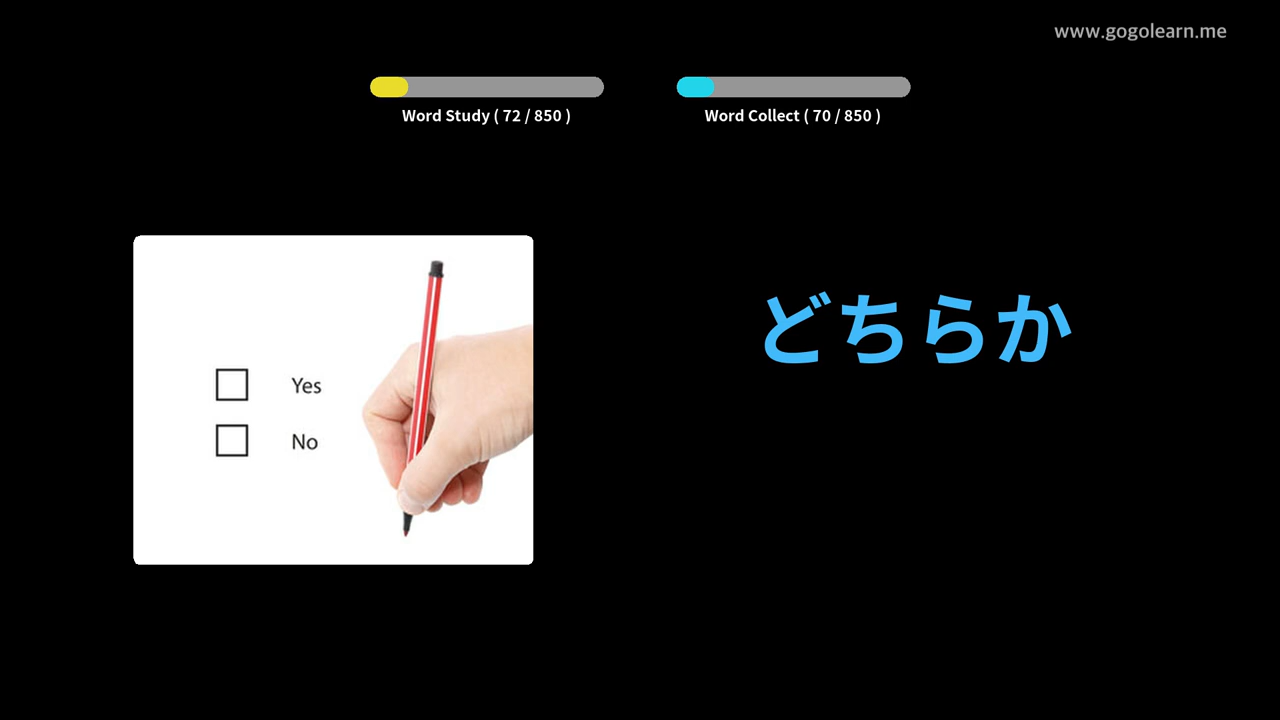 www.gogolearn.me
Word Study ( 72 / 850 )
Word Collect ( 70 / 850 )
どちらか
Yes
No